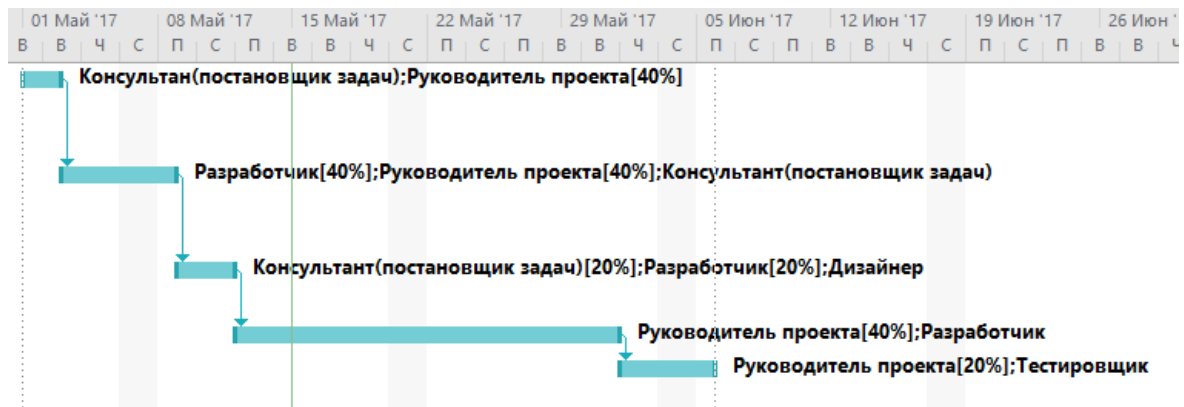 01 Май '17 08 Май '17 15 Май '17 22 Май '17 29 Май '17 05 Июн '17 12 Июн '17 19 Июн '17 26 Июн '
В В Ч С П С П В В Ч С П С П В В Ч С П С П В В Ч С П С П В В Ч
Консультан(постановщик задач);Руководитель проекта[40%]
Разработчик[40%];Руководитель проекта[40%];Консультант(постановщик задач)
Консультант(постановщик задач)[20%];Разработчик[20%];Дизайнер
Руководитель проекта[40%];Разработчик
Руководитель проекта[20%];Тестировщик